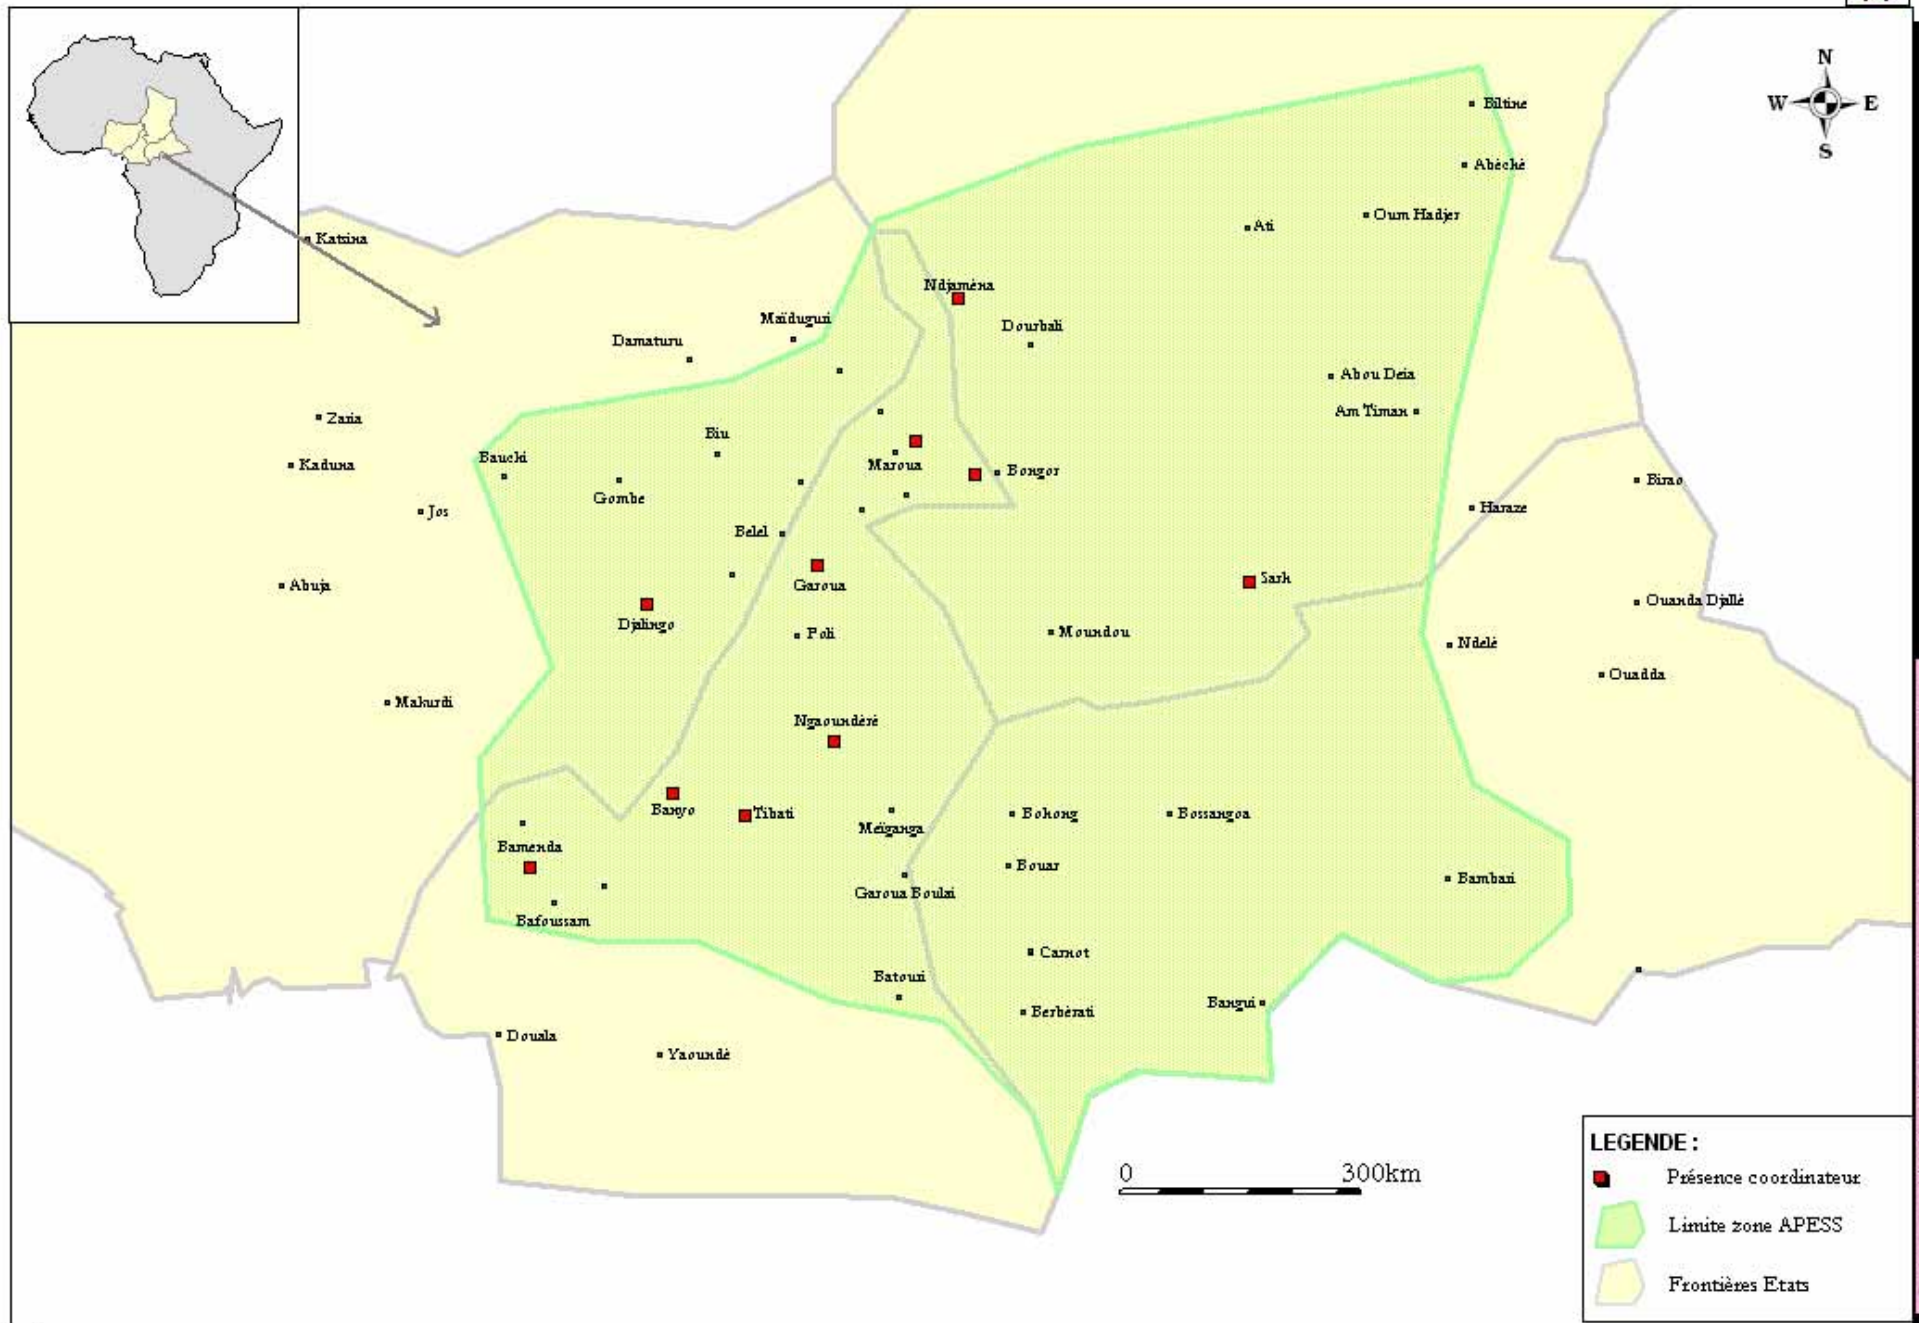 N
W E
S
Biltine
Abéché
Oum Hadjer
Ati
Katsina
Ndjaména
Maïduguri
Dourbali
Damaturu
Abou Deia
Am Timan
Zaria
Biu
Bauchi
Kaduna
Maroua
Bongor
Birao
Gombe
Haraze
Jos
Belel
Abuja
Garoua
Sarh
Ouanda Djallé
Djalingo
Poli
Moundou
Ndelé
Ouadda
Makurdi
Ngaoundéré
Banyo
Tibati
Meïganga
Bohong
Bossangoa
Bamenda
Bouar
Bambari
Garoua Boulai
Bafoussam
Carnot
Batouri
Bangui
Berbérati
Douala
Yaoundé
0 300km
LEGENDE :
Présence coordinateur
Limite zone APESS
Frontières Etats